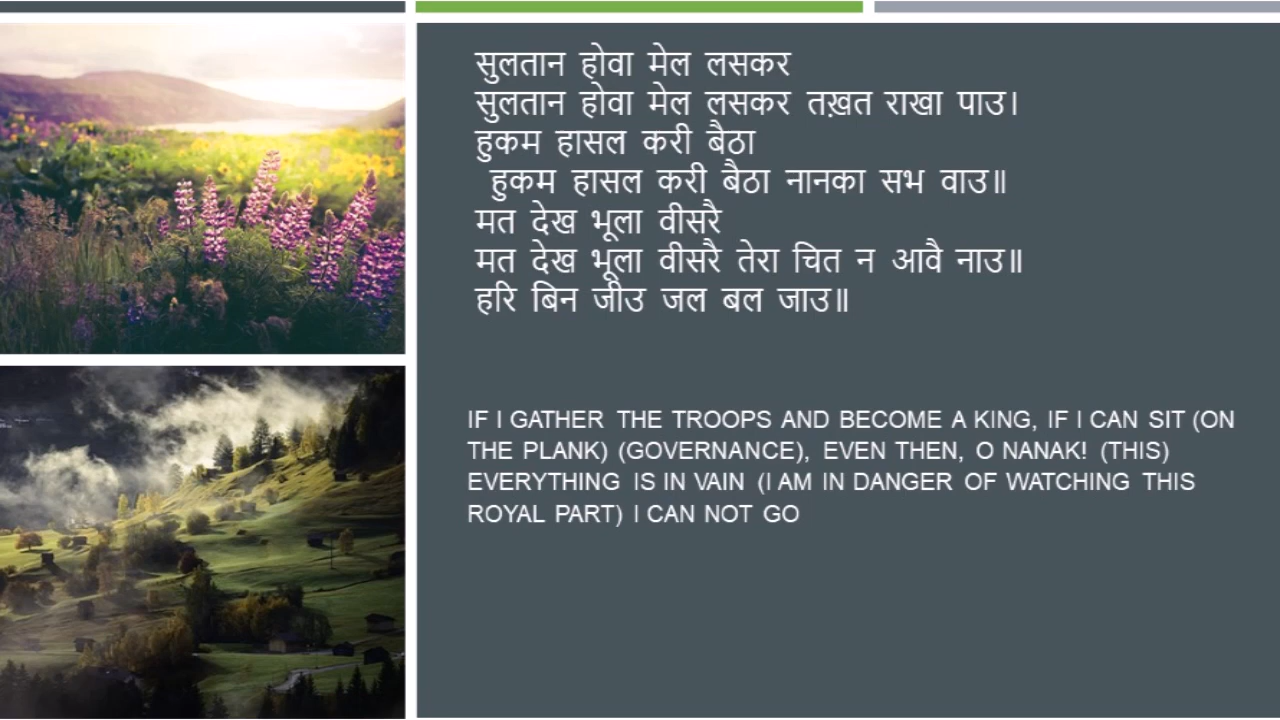 सुलतान होवा मेल लसकर
सुलतान होवा मेल लसकर तख़त राखा पाउ।
हुकम हासल करी बैठा
हुकम हासल करी बैठा नानका सभ वाउ॥
मत देख भूला वीसरै
मत देख भूला वीसरै तेरा चित न आवै नाउ॥
हरि बिन जीउ जल बल जाउ॥
IF I GATHER THE TROOPS AND BECOME A KING, IF I CAN SIT (ON
THE PLANK) (GOVERNANCE), EVEN THEN, O NANAK! (THIS)
EVERYTHING IS IN VAIN (I AM IN DANGER OF WATCHING THIS
ROYAL PART) I CAN NOT GO